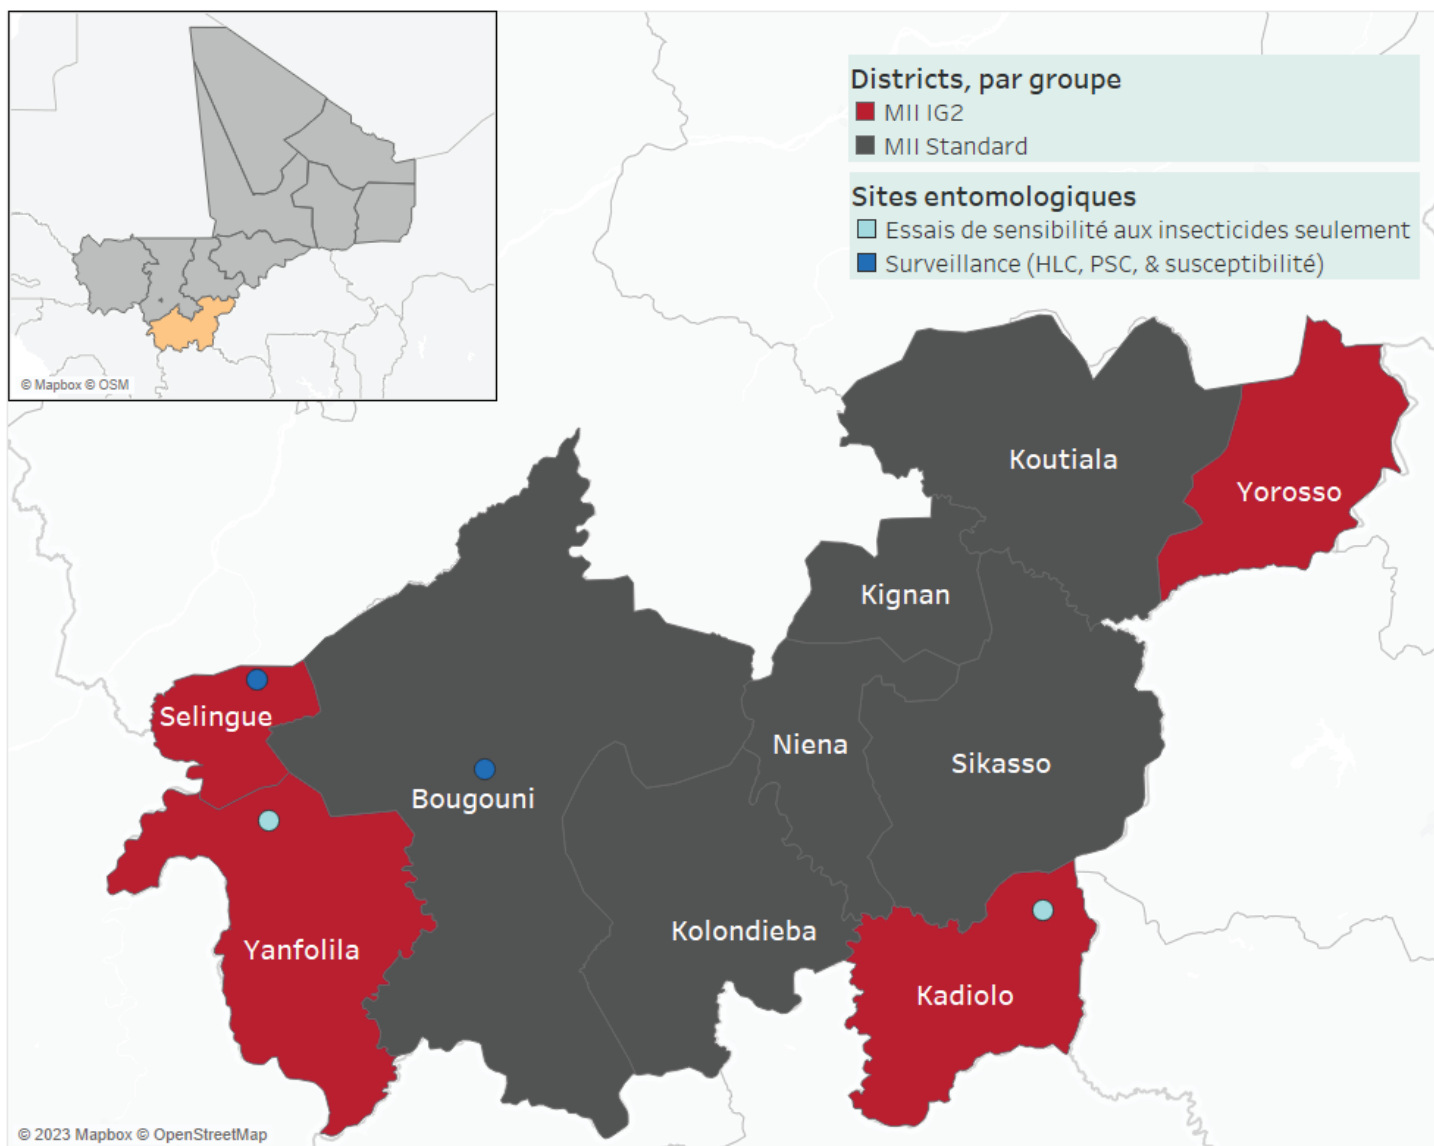 Districts, par groupe
MII IG2
MII Standard
Sites entomologiques
Essais de sensibilité aux insecticides seulement
Surveillance (HLC, PSC, & susceptibilité)
© Mapbox © OSM
Koutiala
Yorosso
Kignan
Selingue
Niena
Sikasso
Bougouni
Kolondieba
Yanfolila
Kadiolo
© 2023 Mapbox © OpenStreetMap